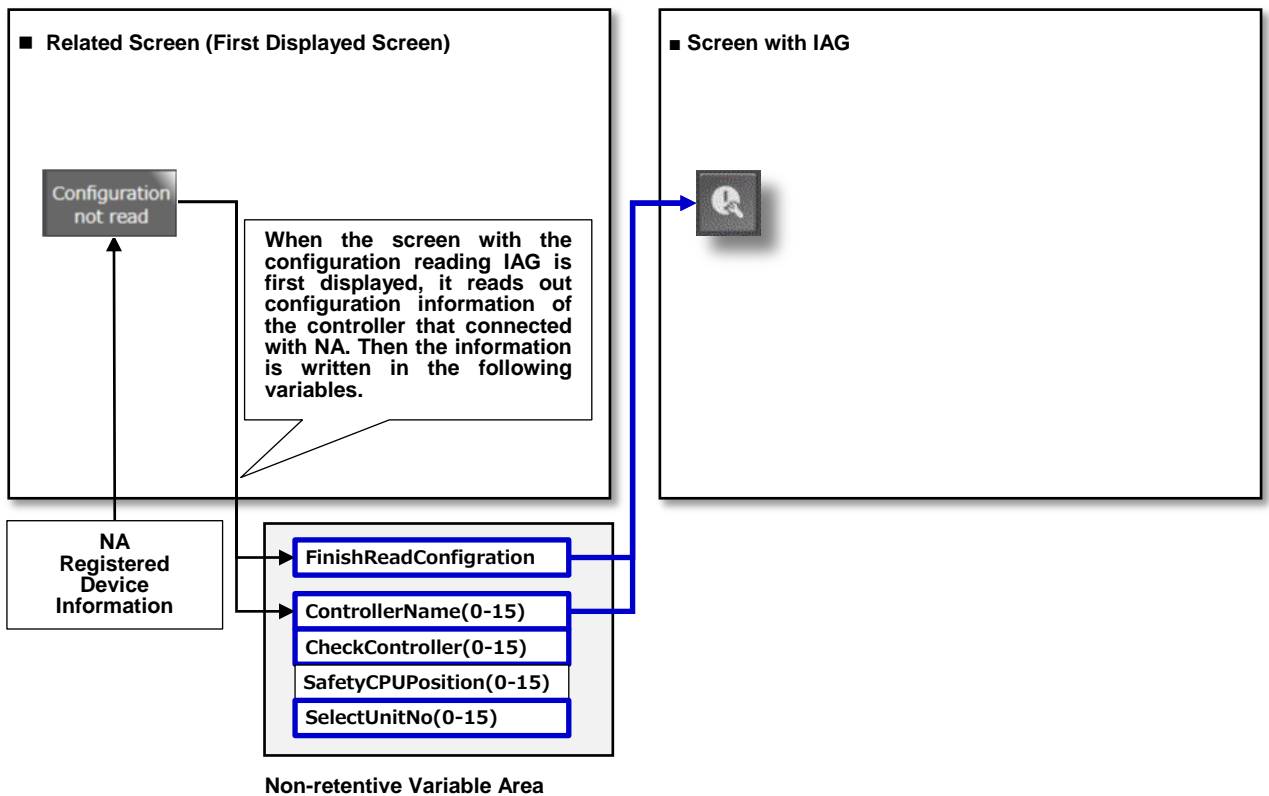 ■ Related Screen (First Displayed Screen)
■ Screen with IAG
Configuration
not read
When the screen with the
configuration reading IAG is
first displayed, it reads out
configuration information of
the controller that connected
with NA. Then the information
is written in the following
variables.
NA
Registered
Device
Information
FinishReadConfigration
ControllerName(0-15)
CheckController(0-15)
SafetyCPUPosition(0-15)
SelectUnitNo(0-15)
Non-retentive Variable Area